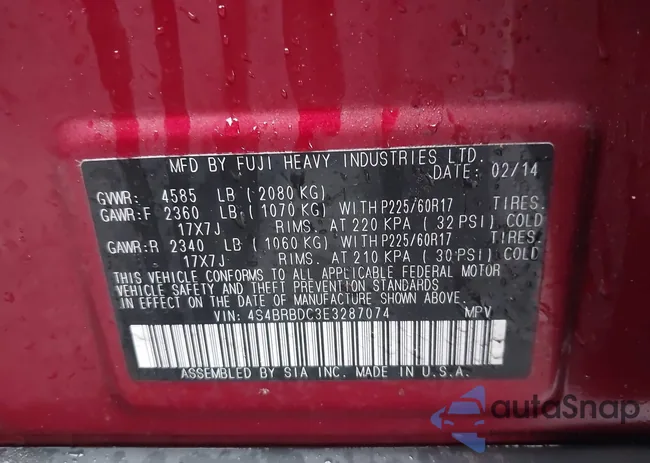 MFD BY FUJI HEAVY INDUSTRIES LTD.
DATE: 02/14
GVWR: 4585 LB (2080 KG)
GAWR:F 2360 LB (1070 KG) WITH P225/60R17 TIRES.
17X7J RIMS. AT 220 KPA (32 PSI) COLD
GAWR:R 2340 LB (1060 KG) WITH P225/60R17 TIRES.
17X7J RIMS. AT 210 KPA (30 PSI) COLD
THIS VEHICLE CONFORMS TO ALL APPLICABLE FEDERAL MOTOR
VEHICLE SAFETY AND THEFT PREVENTION STANDARDS
IN EFFECT ON THE DATE OF MANUFACTURE SHOWN ABOVE.
VIN: 4S4BRBDC3E3287074 MPV
ASSEMBLED BY SIA INC. MADE IN U.S.A.
autoSnap
BY CARFAST EXPRESS